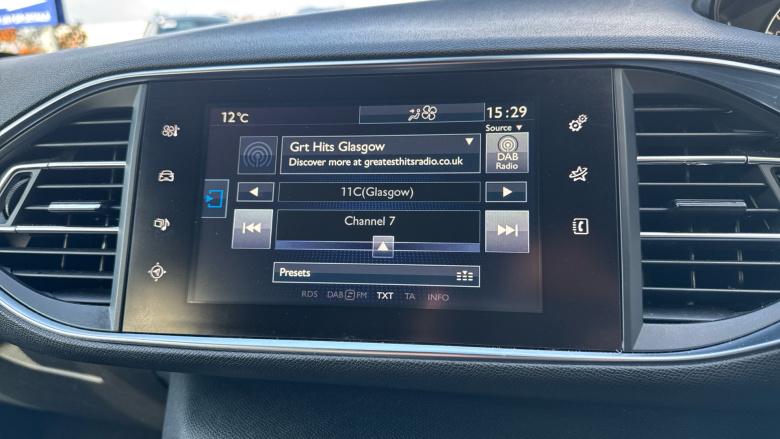 12°C
15:29
Source
Grt Hits Glasgow
Discover more at greatesthitsradio.co.uk
DAB
Radio
11C(Glasgow)
Channel 7
Presets
RDS DAB FM TXT TA INFO